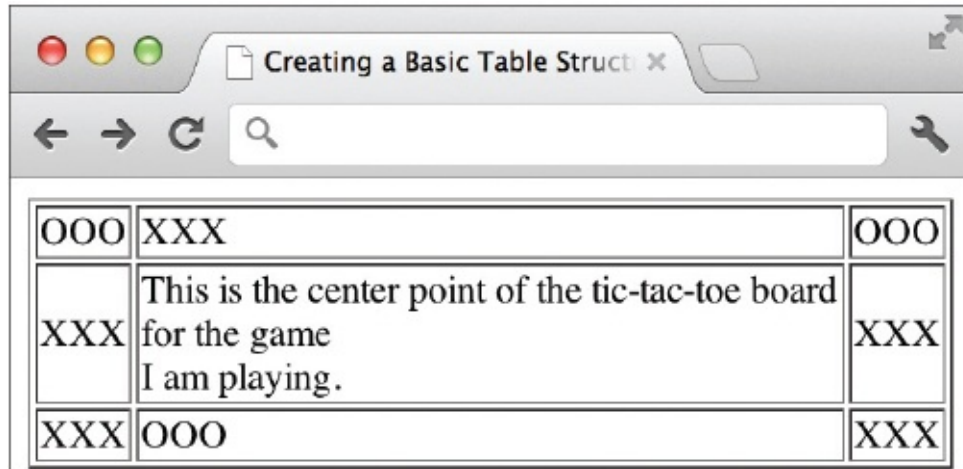 Creating a Basic Table Struct
OOO XXX OOO
This is the center point of the tic-tac-toe board
XXX for the game XXX
I am playing.
XXX OOO XXX